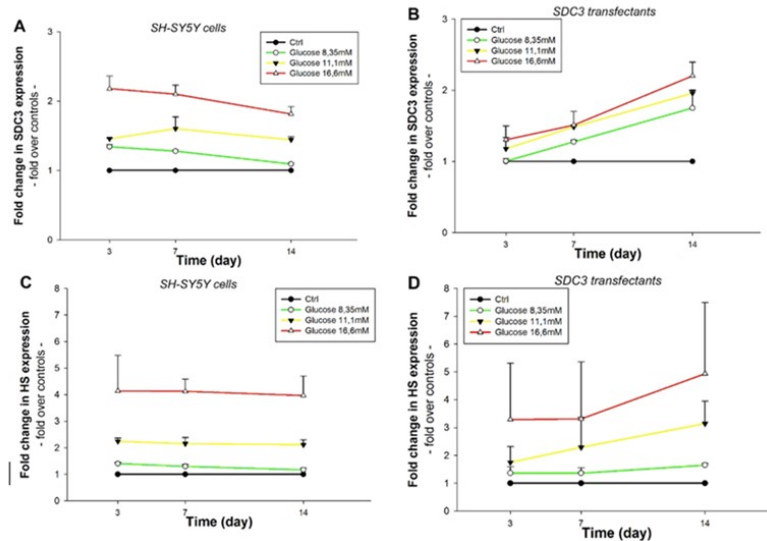 A
SH-SY5Y cells
Ctrl
Glucose 8,35mM
Glucose 11,1mM
Glucose 16,6mM
Fold change in SDC3 expression
- fold over controls -
3
2
1
0
3
7
14
Time (day)
B
SDC3 transfectants
Ctrl
Glucose 8,35mM
Glucose 11,1mM
Glucose 16,6mM
Fold change in SDC3 expression
- fold over controls -
3
2
1
0
3
7
14
Time (day)
C
SH-SY5Y cells
Ctrl
Glucose 8,35mM
Glucose 11,1mM
Glucose 16,6mM
Fold change in HS expression
- fold over controls -
8
7
6
5
4
3
2
1
0
3
7
14
Time (day)
D
SDC3 transfectants
Ctrl
Glucose 8,35mM
Glucose 11,1mM
Glucose 16,6mM
Fold change in HS expression
- fold over controls -
8
7
6
5
4
3
2
1
0
3
7
14
Time (day)